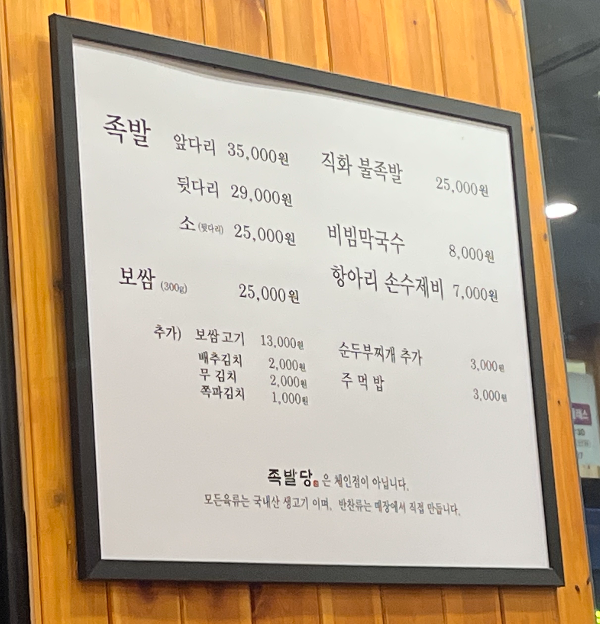 족발 앞다리 35,000원
뒷다리 29,000원
소 (뒷다리) 25,000원
보쌈 (300g) 25,000원
추가) 보쌈고기 13,000원
배추김치 2,000원
무 김치 2,000원
쪽파김치 1,000원
직화 불족발 25,000원
비빔막국수 8,000원
항아리 손수제비 7,000원
순두부찌개 추가 3,000원
주먹밥 3,000원
족발당은 체인점이 아닙니다.
모든육류는 국내산 생고기 이며, 반찬류는 매장에서 직접 만듭니다.